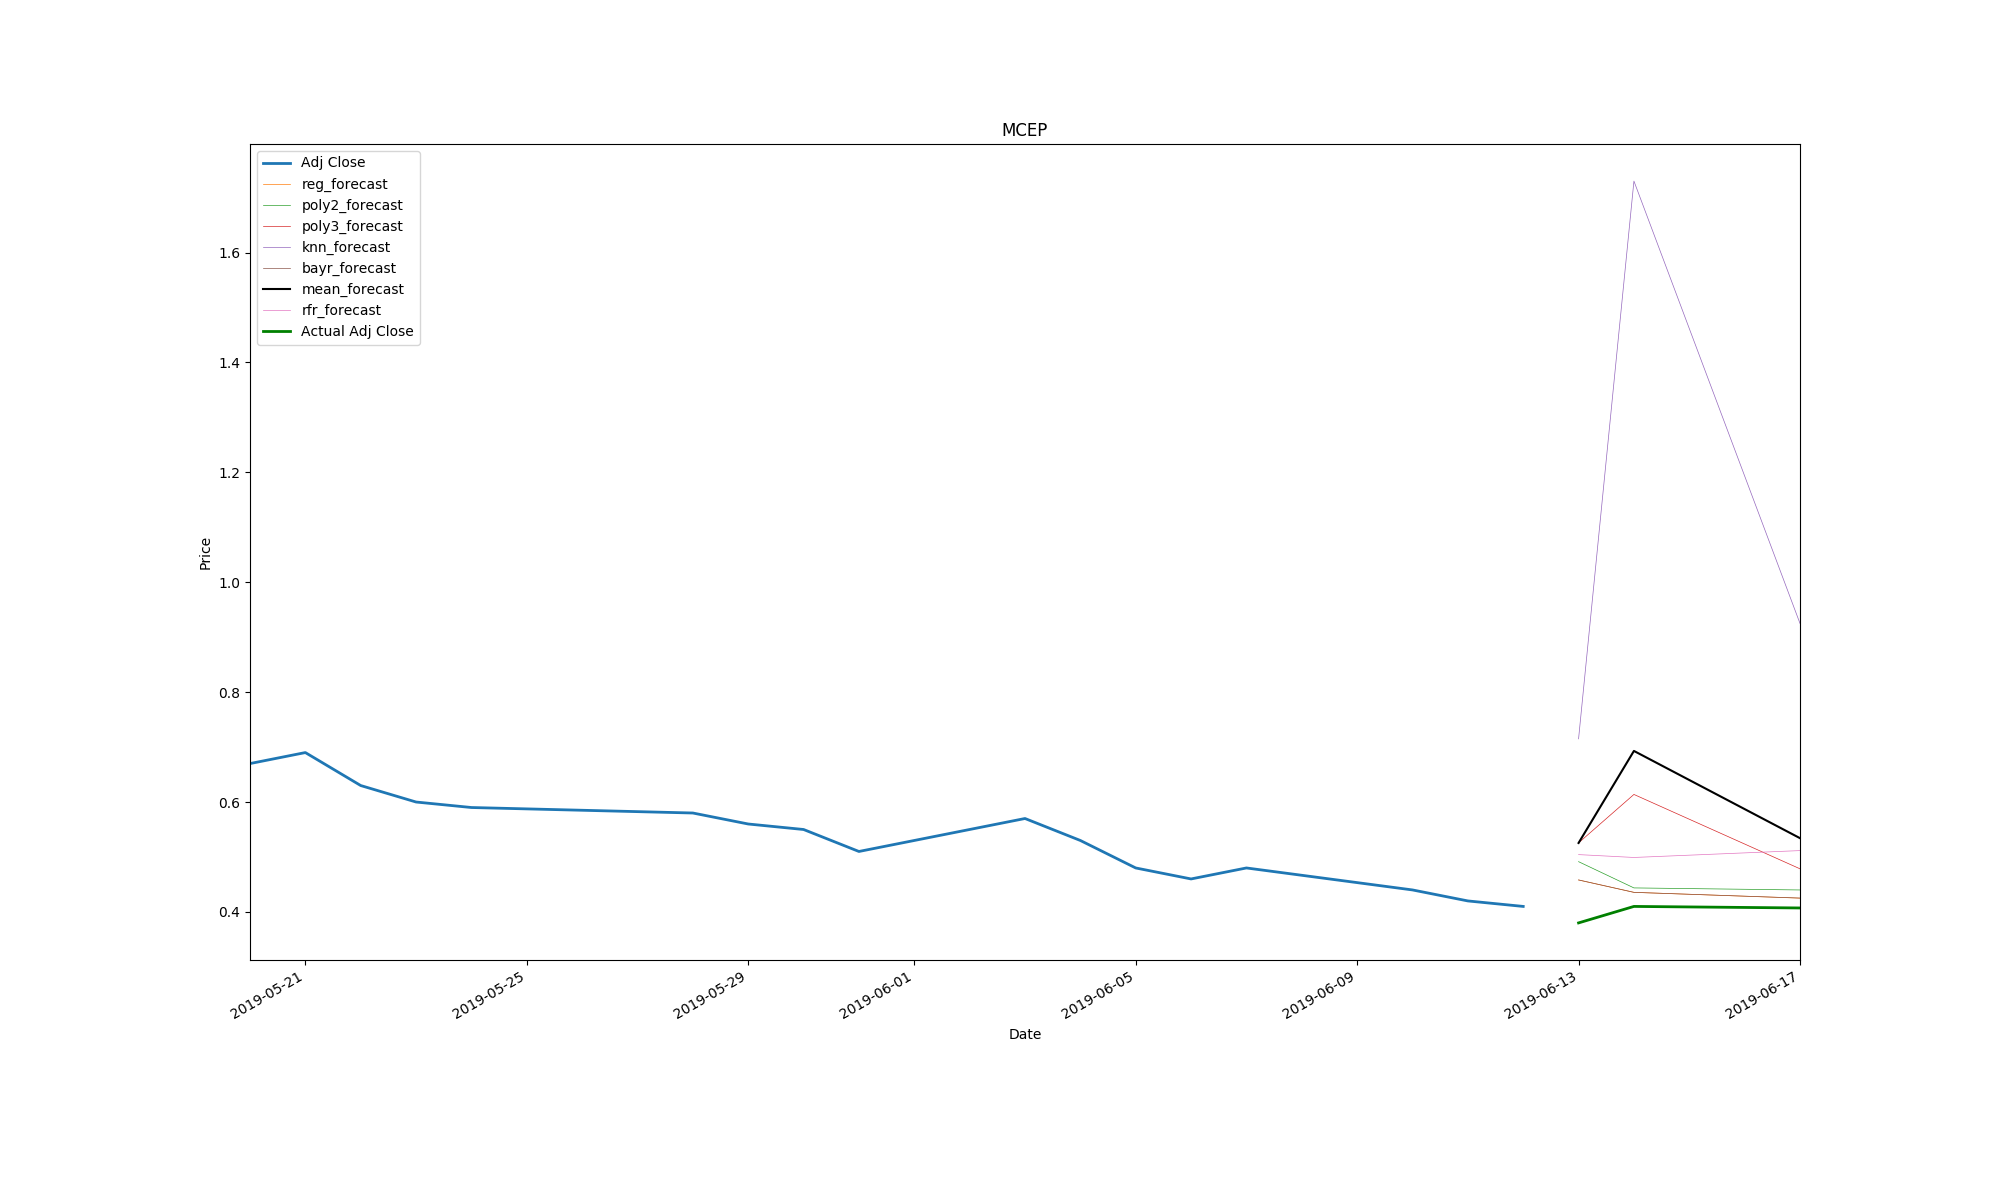 MCEP
Adj Close
reg_forecast
poly2_forecast
poly3_forecast
knn_forecast
bayr_forecast
mean_forecast
rfr_forecast
Actual Adj Close
Price
1.6
1.4
1.2
1.0
0.8
0.6
0.4
2019-05-21
2019-05-25
2019-05-29
2019-06-01
2019-06-05
2019-06-09
2019-06-13
2019-06-17
Date